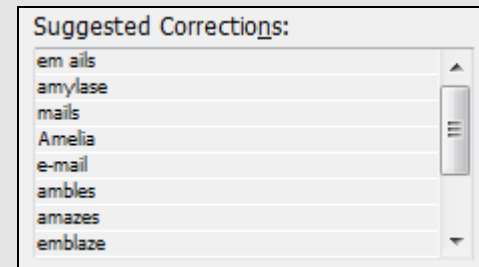 Suggested Corrections:
em ails
amylase
mails
Amelia
e-mail
ambles
amazes
emblaze